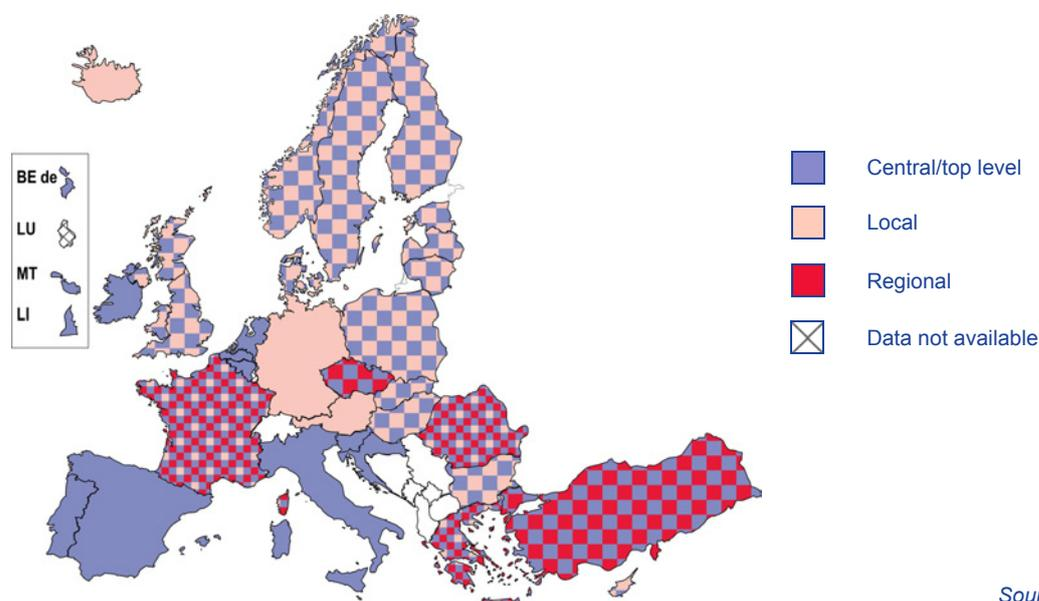 BE de
LU
MT
LI
Central/top level
Local
Regional
Data not available